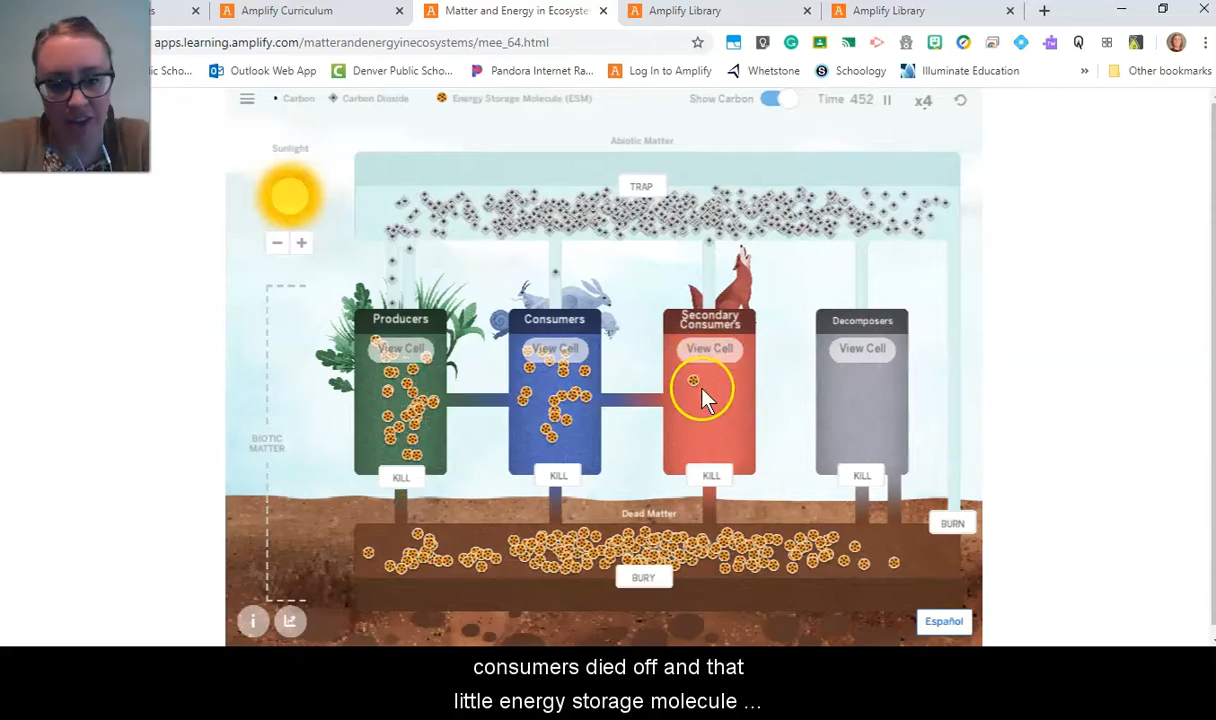 s
Amplify Curriculum
Matter and Energy in Ecosyste
Amplify Library
Amplify Library
apps.learning.amplify.com/matterandenergyinecosystems/mee_64.html
lic Scho...
Outlook Web App
Denver Public Scho...
Pandora Internet Ra...
Log In to Amplify
Whetstone
Schoology
Illuminate Education
Other bookmarks
Carbon
Carbon Dioxide
Energy Storage Molecule (ESM)
Show Carbon
Time 452
x4
Abiotic Matter
Sunlight
TRAP
Producers
Consumers
Secondary
Consumers
Decomposers
View Cell
View Cell
View Cell
View Cell
BIOTIC
MATTER
KILL
KILL
KILL
KILL
Dead Matter
BURN
BURY
Español
consumers died off and that
little energy storage molecule ...